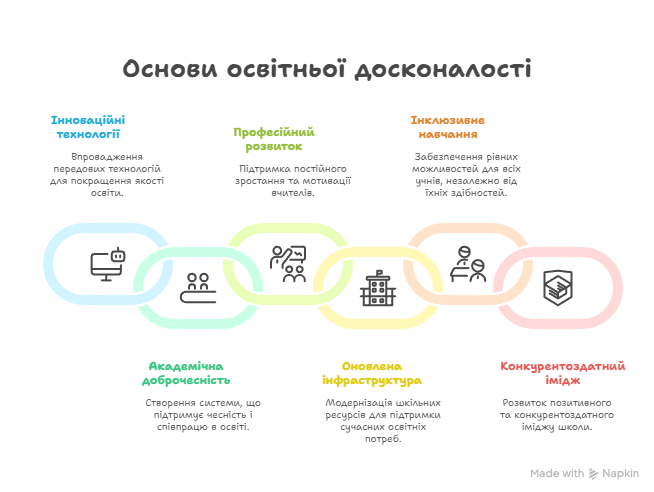 Основи освітньої досконалості
Інноваційні
технології
Впровадження
передових технологій
для покращення якості
освіти.
Професійний
розвиток
Підтримка постійного
зростання та мотивації
вчителів.
Інклюзивне
навчання
Забезпечення рівних
можливостей для всіх
учнів, незалежно від
їхніх здібностей.
Академічна
доброчесність
Створення системи, що
підтримує чесність і
співпрацю в освіті.
Оновлена
інфраструктура
Модернізація шкільних
ресурсів для підтримки
сучасних освітніх
потреб.
Конкурентоздатний
імідж
Розвиток позитивного
та конкурентоздатного
іміджу школи.
Made with Napkin